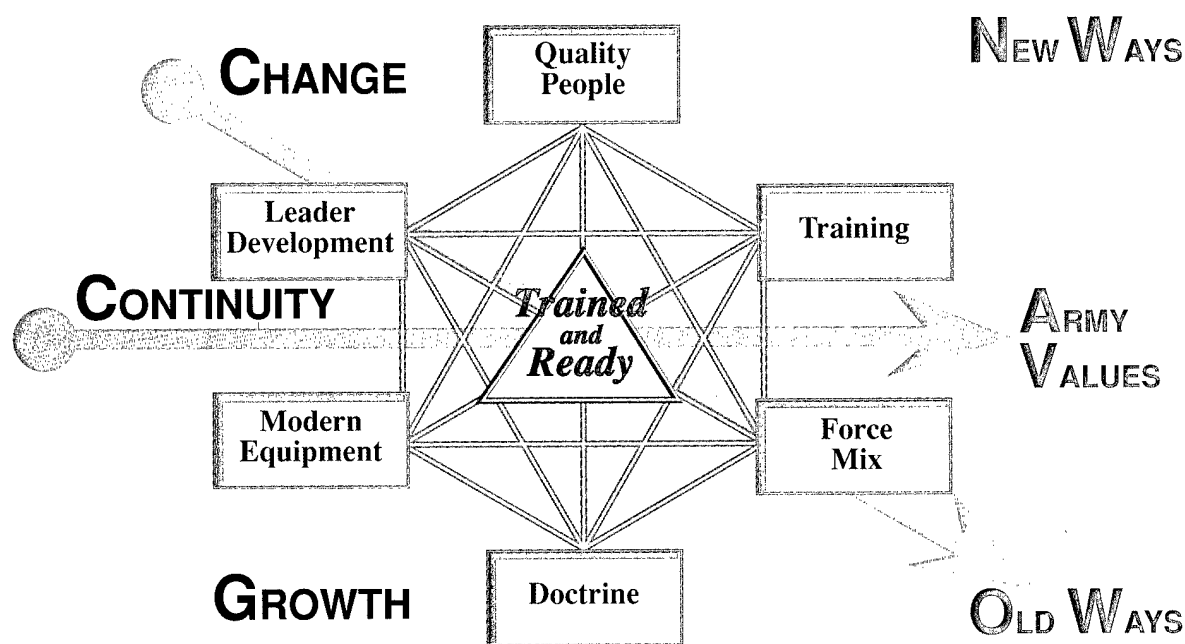 CHANGE
Quality
People
NEW WAYS
Leader
Development
Training
CONTINUITY
Trained
and
Ready
ARMY
VALUES
Modern
Equipment
Force
Mix
GROWTH
Doctrine
OLD WAYS